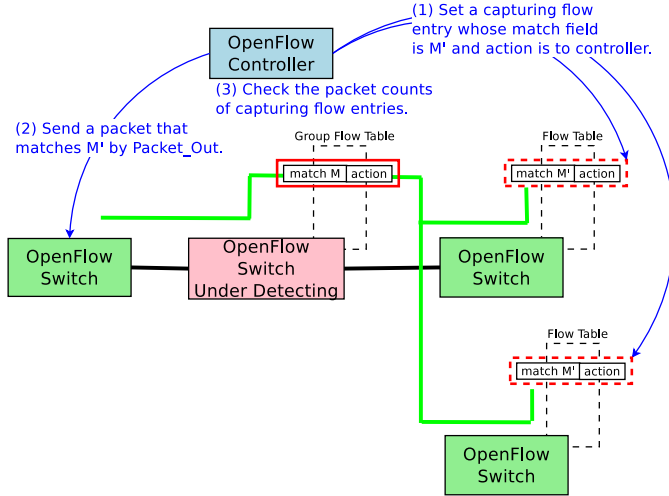 (1) Set a capturing flow
entry whose match field
is M' and action is to controller.
OpenFlow
Controller
(3) Check the packet counts
of capturing flow entries.
(2) Send a packet that
matches M' by Packet_Out.
Group Flow Table
match M action
Flow Table
match M' action
OpenFlow
Switch
OpenFlow
Switch
Under Detecting
OpenFlow
Switch
Flow Table
match M' action
OpenFlow
Switch